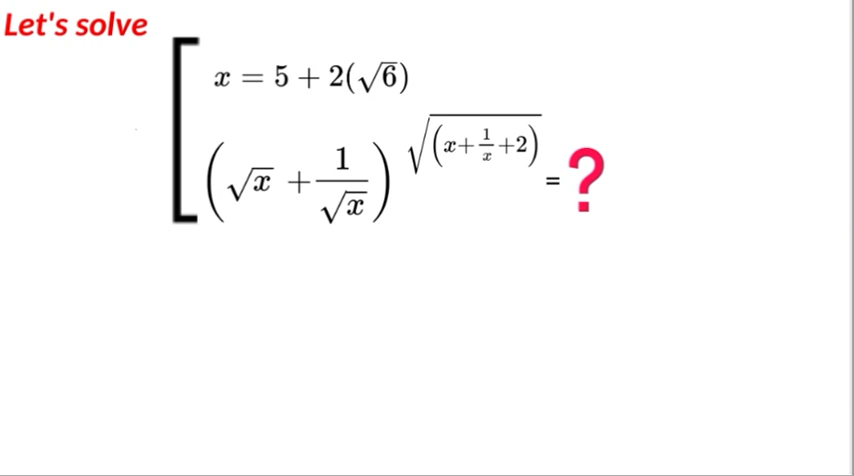 Let's solve
x = 5 + 2(√6)
(√x + 1/√x)^√(x+1/x+2) = ?